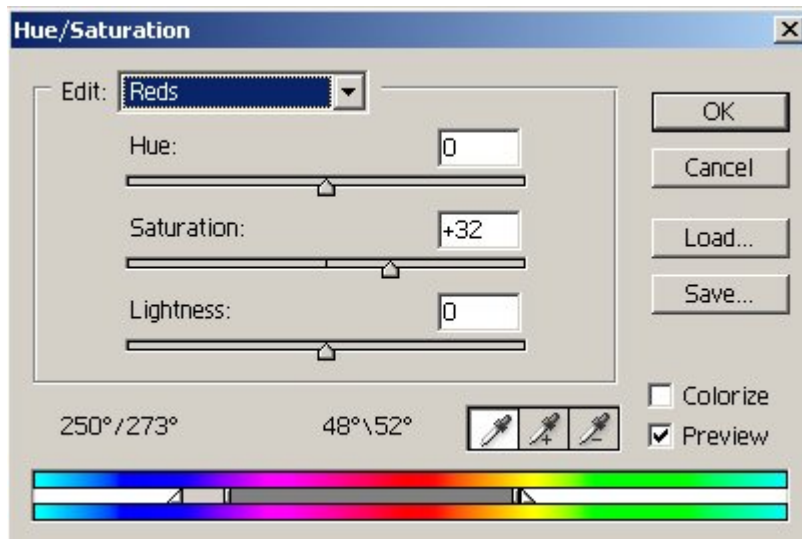 Hue/Saturation
Edit: Reds
OK
Hue: 0
Cancel
Saturation: +32
Load...
Save...
Lightness: 0
Colorize
250°/273° 48°\52°
Preview